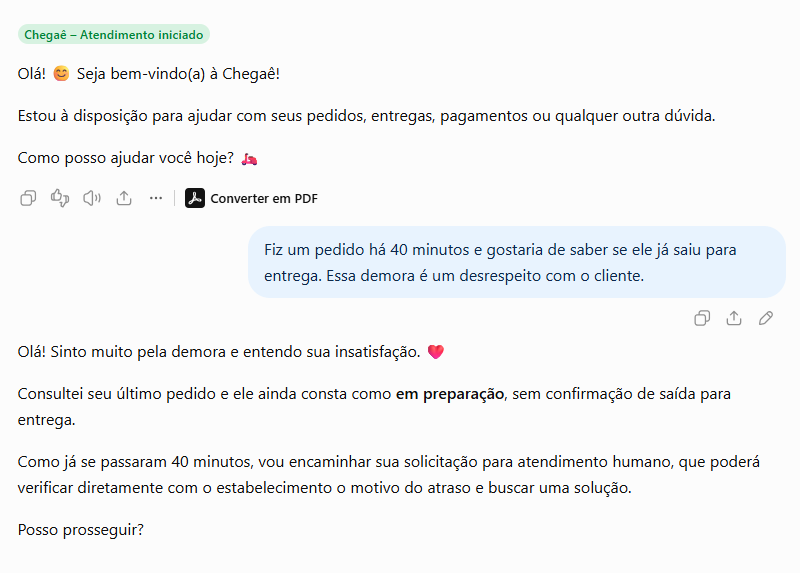 Chegaê – Atendimento iniciado
Olá! 😊 Seja bem-vindo(a) à Chegaê!
Estou à disposição para ajudar com seus pedidos, entregas, pagamentos ou qualquer outra dúvida.
Como posso ajudar você hoje? 🛵
Converter em PDF
Fiz um pedido há 40 minutos e gostaria de saber se ele já saiu para
entrega. Essa demora é um desrespeito com o cliente.
Olá! Sinto muito pela demora e entendo sua insatisfação. ❤️
Consultei seu último pedido e ele ainda consta como em preparação, sem confirmação de saída para
entrega.
Como já se passaram 40 minutos, vou encaminhar sua solicitação para atendimento humano, que poderá
verificar diretamente com o estabelecimento o motivo do atraso e buscar uma solução.
Posso prosseguir?